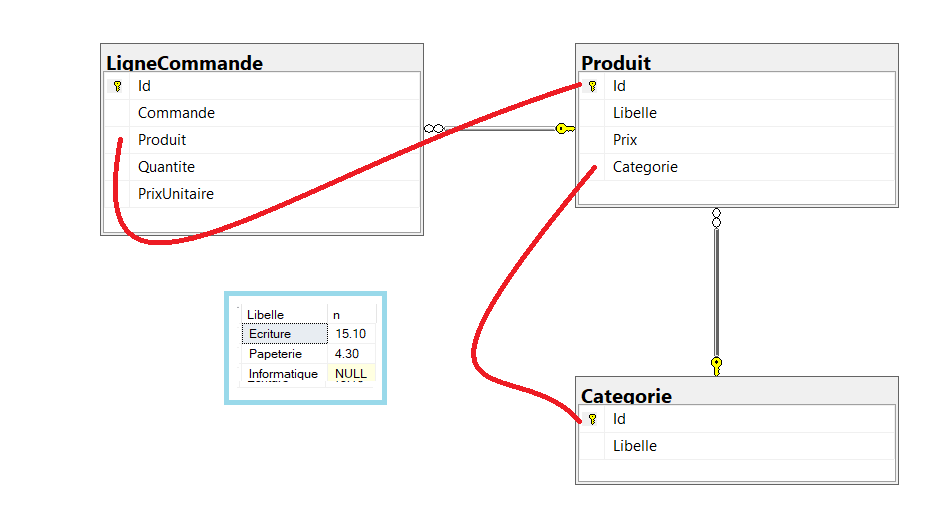 LigneCommande
Id
Commande
Produit
Quantite
PrixUnitaire
Produit
Id
Libelle
Prix
Categorie
Libelle n
Ecriture 15.10
Papeterie 4.30
Informatique NULL
Categorie
Id
Libelle